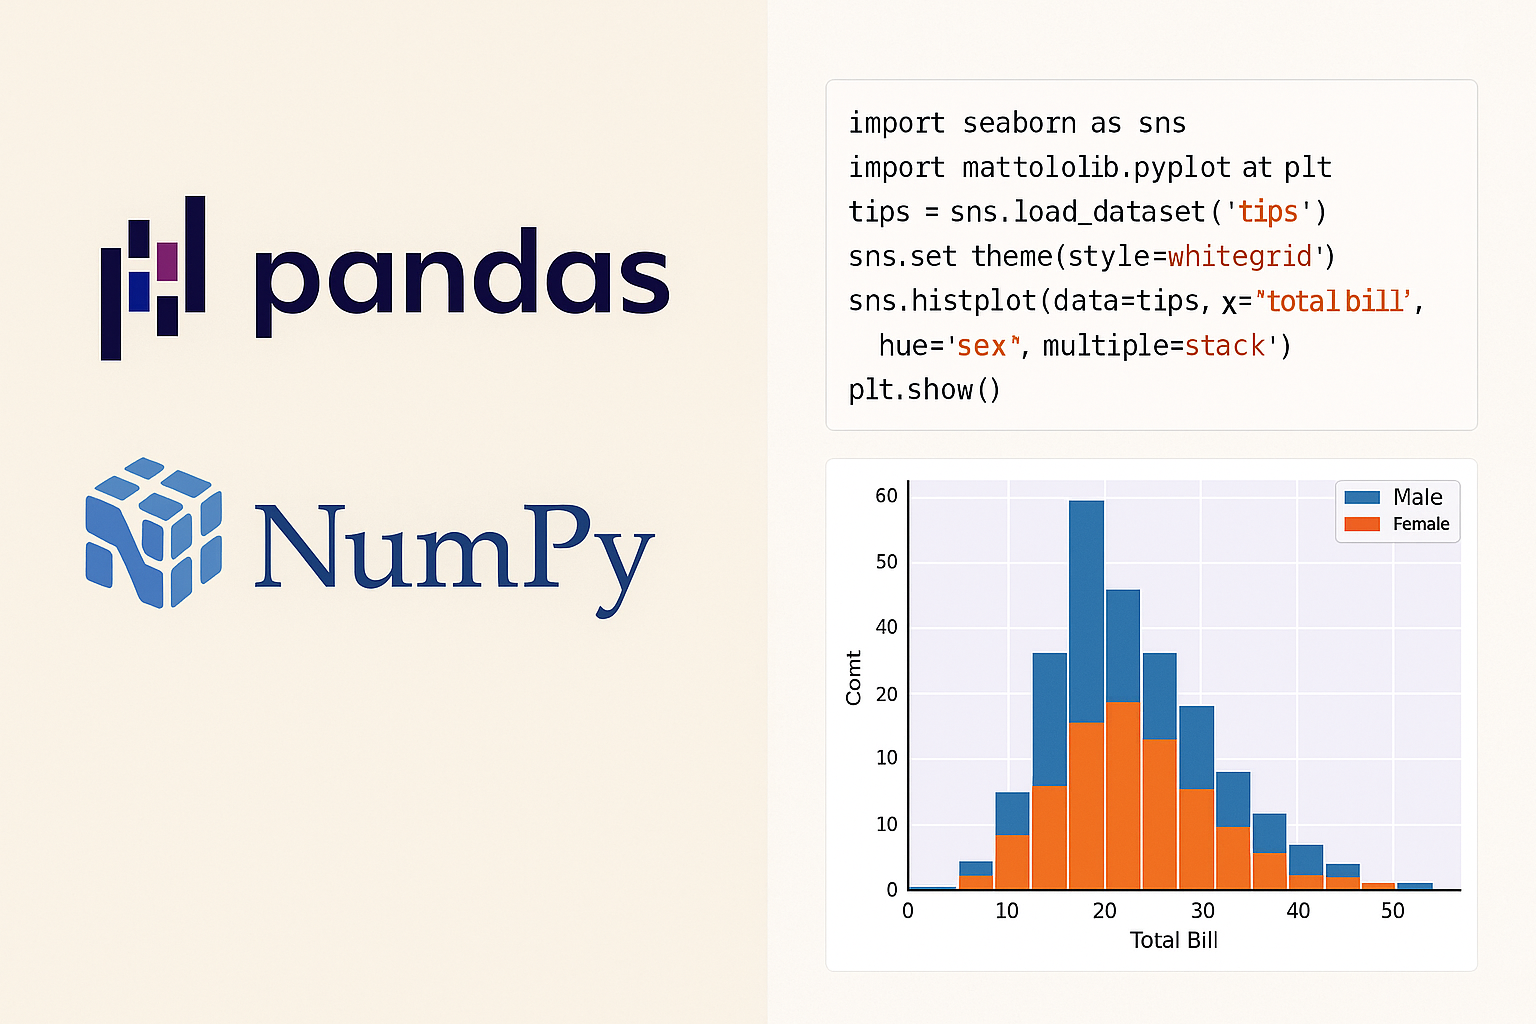 pandas
NumPy
import seaborn as sns
import mattololib.pyplot at plt
tips = sns.load_dataset('tips')
sns.set theme(style=whitegrid')
sns.histplot(data=tips, x="total bill',
hue='sex", multiple=stack')
plt.show()
Male
Female
60
50
40
20
10
10
0
Comt
0 10 20 30 40 50
Total Bill